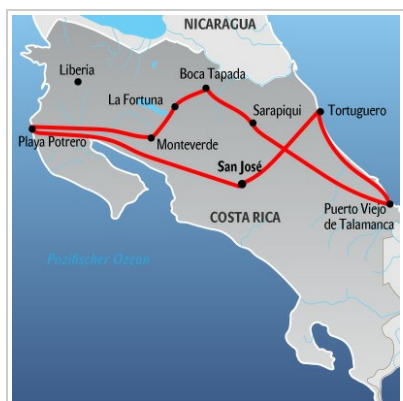 NICARAGUA
Liberia
Boca Tapada
La Fortuna
Sarapiqui
Tortuguero
Playa Potrero
Monteverde
San José
Puerto Viejo
de Talamanca
COSTA RICA
Pozifischer Ozean